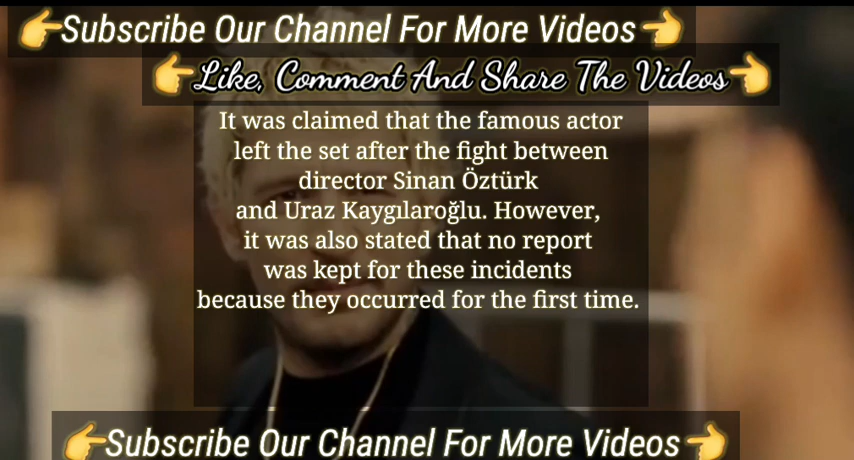 👉Subscribe Our Channel For More Videos👈
👉Like, Comment And Share The Videos👈
It was claimed that the famous actor
left the set after the fight between
director Sinan Öztürk
and Uraz Kaygılaroğlu. However,
it was also stated that no report
was kept for these incidents
because they occurred for the first time.
👉Subscribe Our Channel For More Videos👈